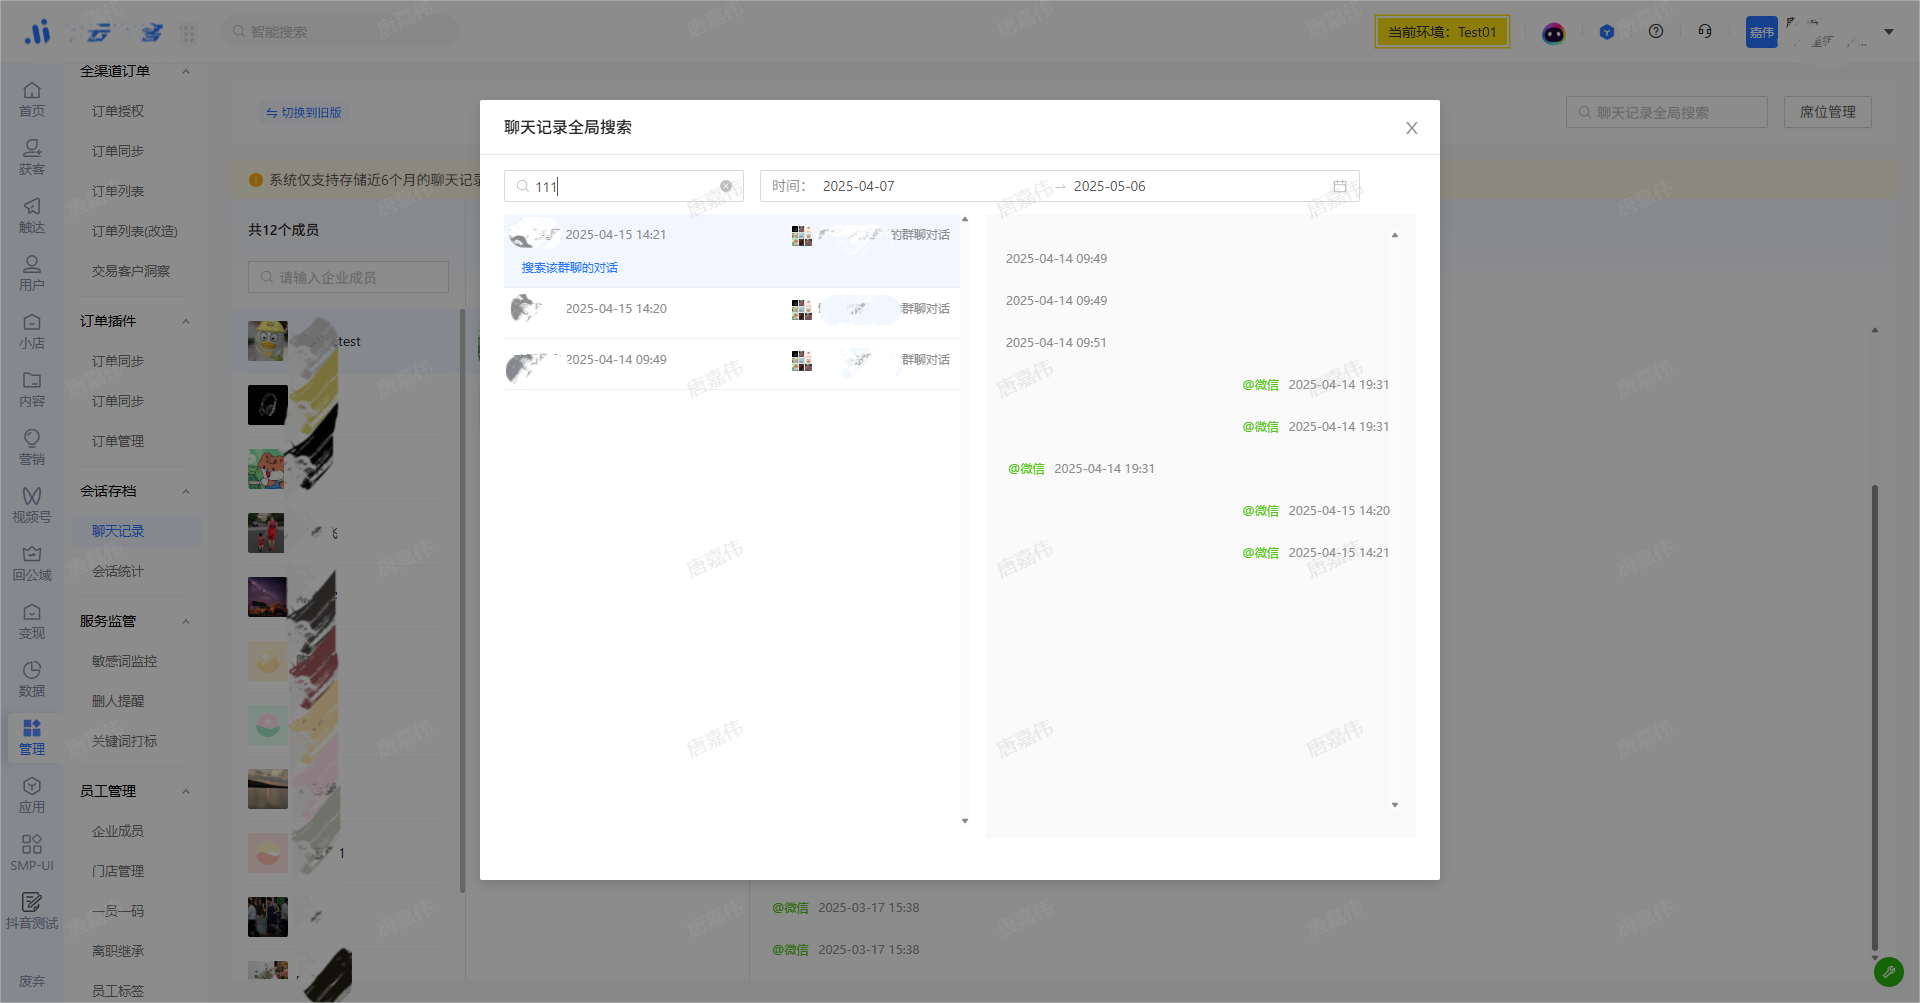 智能搜索
当前环境：Test01
嘉伟
首页
获客
触达
用户
小店
内容
营销
视频号
回公域
变现
数据
管理
应用
SMP-UI
抖音测试
废弃
全渠道订单
订单授权
订单同步
订单列表
订单列表(改造)
交易客户洞察
订单插件
订单同步
订单同步
订单管理
会话存档
聊天记录
会话统计
服务监管
敏感词监控
删人提醒
关键词打标
员工管理
企业成员
门店管理
一员一码
离职继承
员工标签
切换到旧版
聊天记录全局搜索
席位管理
系统仅支持存储近6个月的聊天记录
共12个成员
请输入企业成员
test
1
聊天记录全局搜索
111
时间： 2025-04-07 → 2025-05-06
2025-04-15 14:21 的群聊对话
搜索该群聊的对话
2025-04-15 14:20 群聊对话
2025-04-14 09:49 群聊对话
2025-04-14 09:49
2025-04-14 09:49
2025-04-14 09:51
@微信 2025-04-14 19:31
@微信 2025-04-14 19:31
@微信 2025-04-14 19:31
@微信 2025-04-15 14:20
@微信 2025-04-15 14:21
@微信 2025-03-17 15:38
@微信 2025-03-17 15:38
唐嘉伟